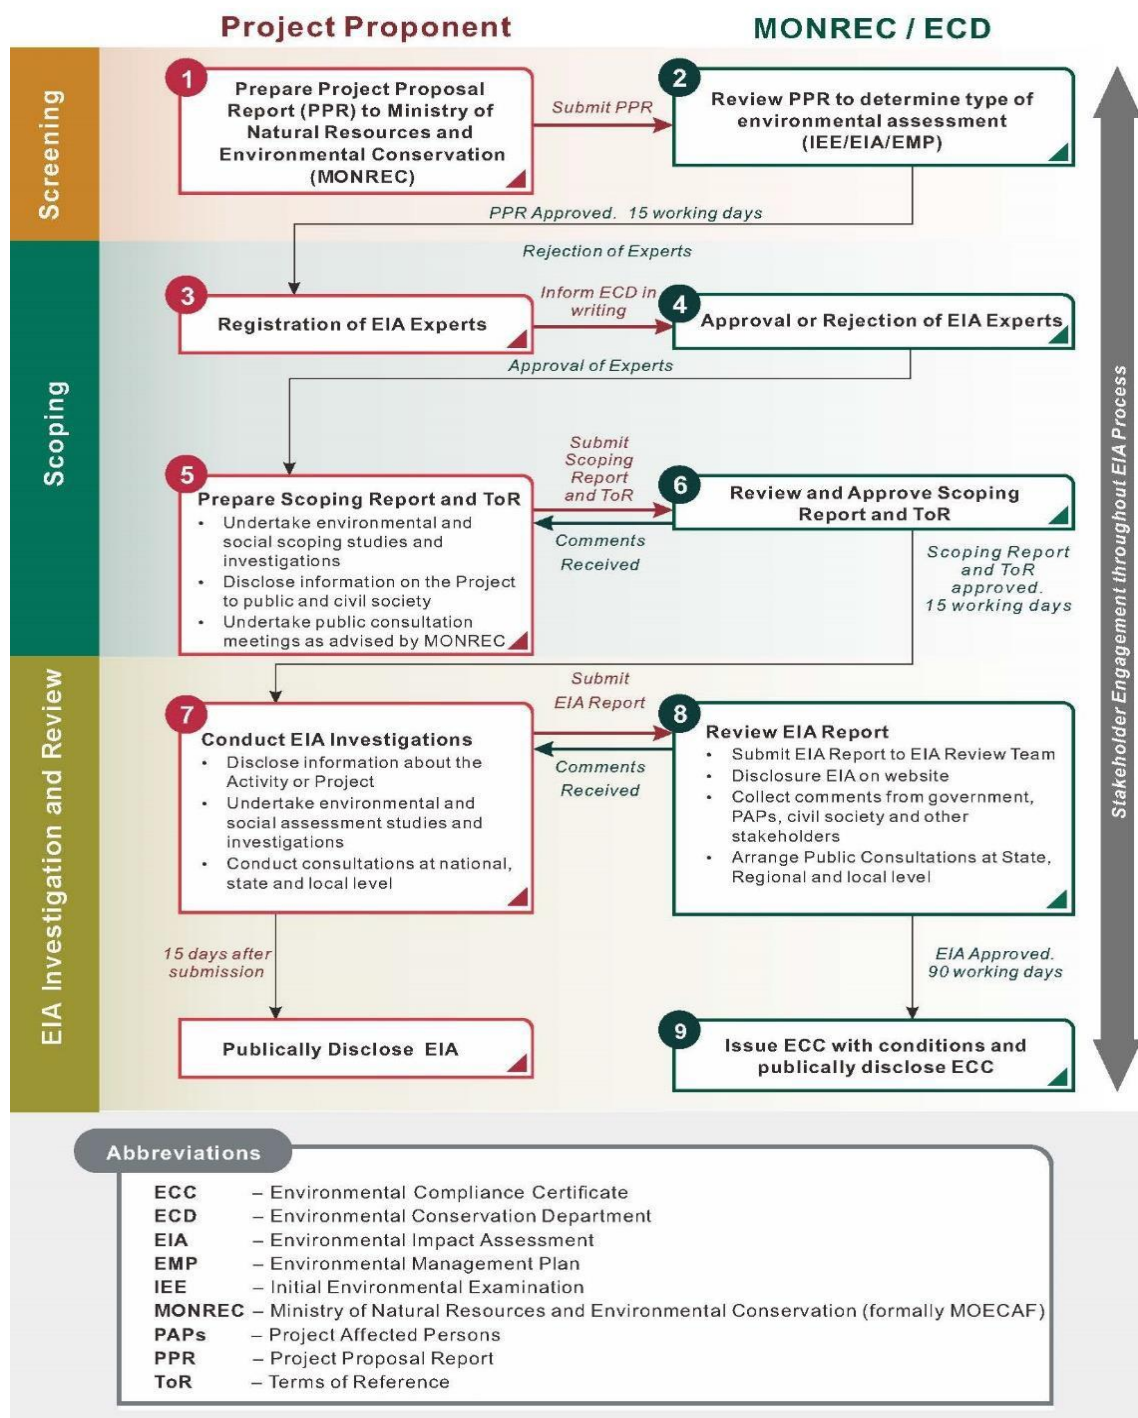 Project Proponent
MONREC / ECD
Screening
1
Prepare Project Proposal
Report (PPR) to Ministry of
Natural Resources and
Environmental Conservation
(MONREC)
Submit PPR
2
Review PPR to determine type of
environmental assessment
(IEE/EIA/EMP)
PPR Approved. 15 working days
Scoping
Rejection of Experts
3
Registration of EIA Experts
Inform ECD in
writing
4
Approval or Rejection of EIA Experts
Approval of Experts
5
Prepare Scoping Report and ToR
• Undertake environmental and
social scoping studies and
investigations
• Disclose information on the Project
to public and civil society
• Undertake public consultation
meetings as advised by MONREC
Submit
Scoping
Report
and ToR
Comments
Received
6
Review and Approve Scoping
Report and ToR
Scoping Report
and ToR
approved.
15 working days
EIA Investigation and Review
7
Conduct EIA Investigations
• Disclose information about the
Activity or Project
• Undertake environmental and
social assessment studies and
investigations
• Conduct consultations at national,
state and local level
Submit
EIA Report
Comments
Received
8
Review EIA Report
• Submit EIA Report to EIA Review Team
• Disclosure EIA on website
• Collect comments from government,
PAPs, civil society and other
stakeholders
• Arrange Public Consultations at State,
Regional and local level
15 days after
submission
EIA Approved.
90 working days
Publically Disclose EIA
9
Issue ECC with conditions and
publically disclose ECC
Stakeholder Engagement throughout EIA Process
Abbreviations
ECC – Environmental Compliance Certificate
ECD – Environmental Conservation Department
EIA – Environmental Impact Assessment
EMP – Environmental Management Plan
IEE – Initial Environmental Examination
MONREC – Ministry of Natural Resources and Environmental Conservation (formally MOECAF)
PAPs – Project Affected Persons
PPR – Project Proposal Report
ToR – Terms of Reference